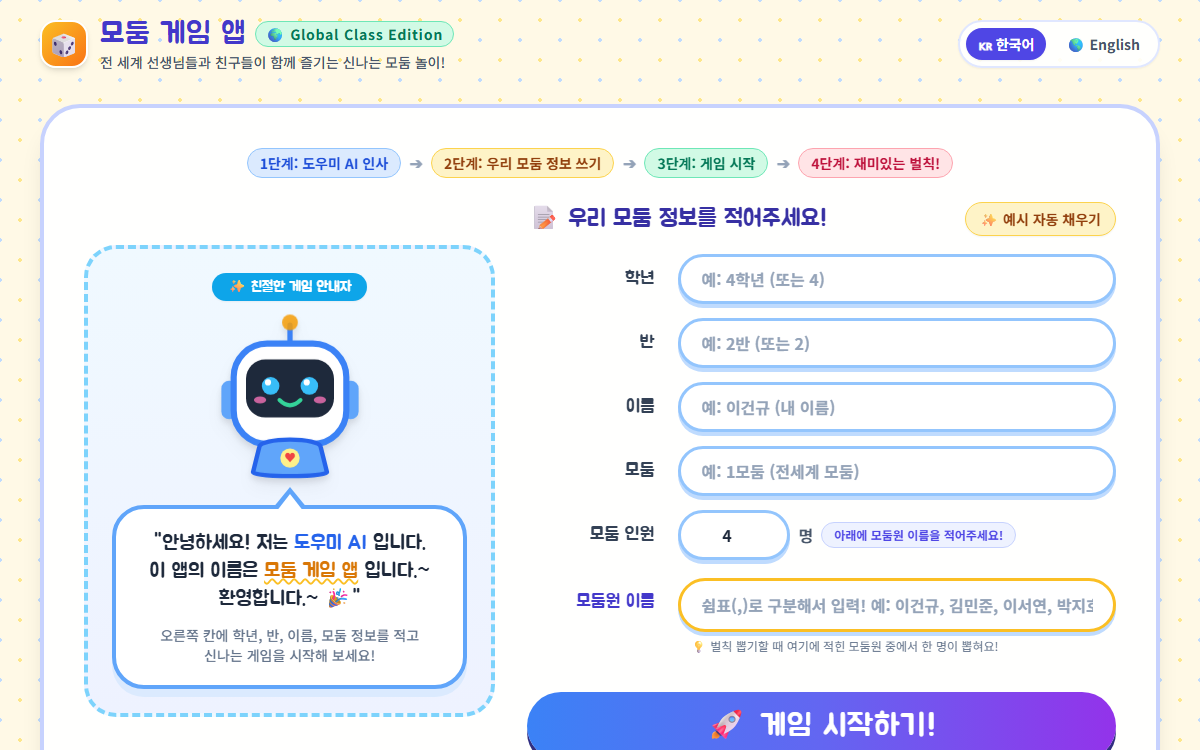 모둠 게임 앱
🌏 Global Class Edition
전 세계 선생님들과 친구들이 함께 즐기는 신나는 모둠 놀이!
KR 한국어
🌏 English
1단계: 도우미 AI 인사 ➔ 2단계: 우리 모둠 정보 쓰기 ➔ 3단계: 게임 시작 ➔ 4단계: 재미있는 벌칙!
✨ 친절한 게임 안내자
"안녕하세요! 저는 도우미 AI 입니다.
이 앱의 이름은 모둠 게임 앱 입니다.~
환영합니다.~ 🎉 "
오른쪽 칸에 학년, 반, 이름, 모둠 정보를 적고
신나는 게임을 시작해 보세요!
📝 우리 모둠 정보를 적어주세요!
✨ 예시 자동 채우기
학년 예: 4학년 (또는 4)
반 예: 2반 (또는 2)
이름 예: 이건규 (내 이름)
모둠 예: 1모둠 (전세계 모둠)
모둠 인원 4 명 아래에 모둠원 이름을 적어주세요!
모둠원 이름 쉼표(,)로 구분해서 입력! 예: 이건규, 김민준, 이서연, 박지호
💡 벌칙 뽑기할 때 여기에 적힌 모둠원 중에서 한 명이 뽑혀요!
🚀 게임 시작하기!